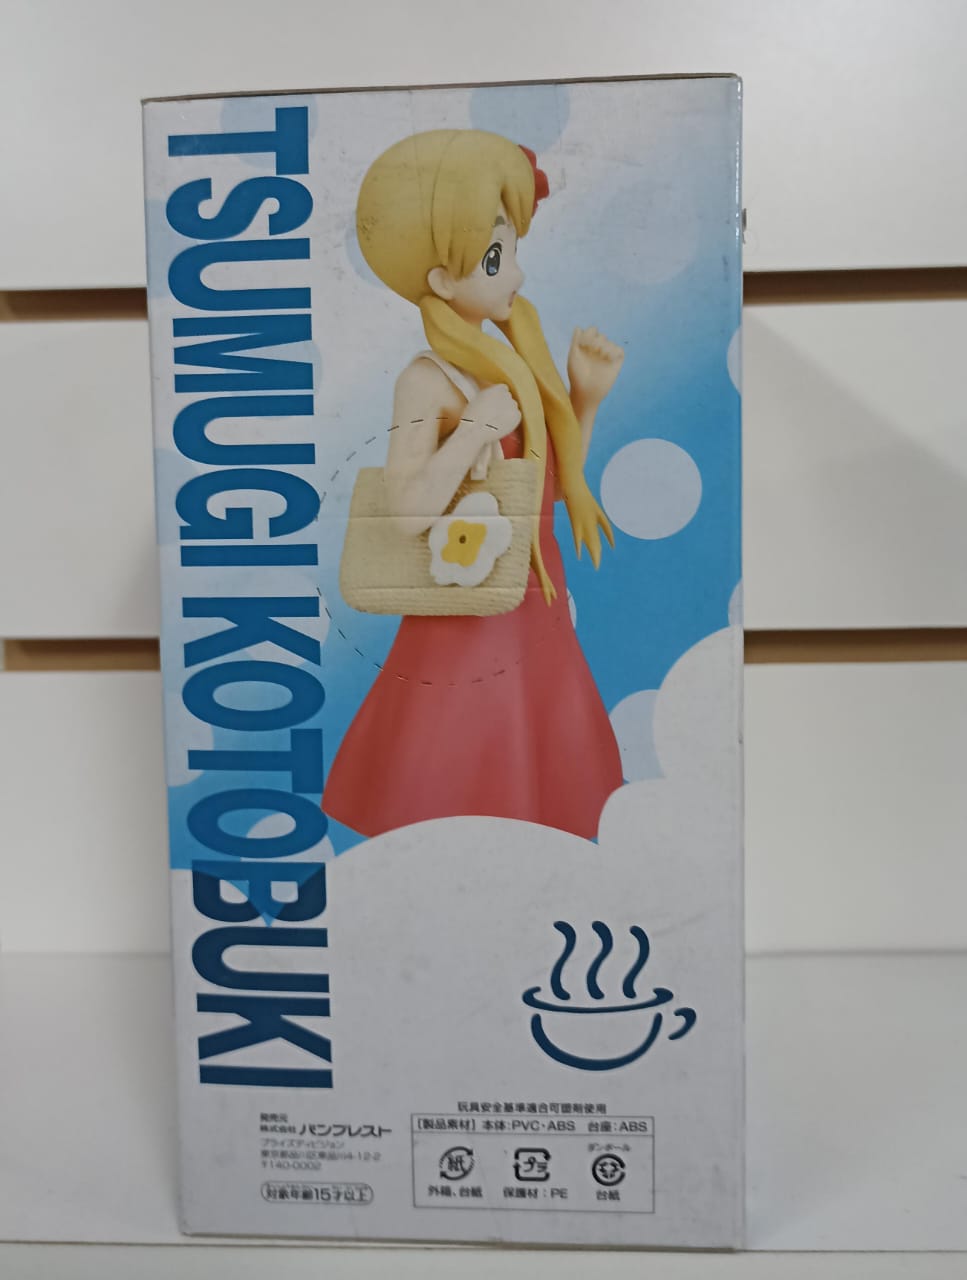 TSUMUGI KOTOBUKI
玩具安全基準適合可塑剤使用
発売元
株式会社 バンプレスト
プライズディビジョン
東京都品川区東品川4-12-2
〒140-0002
対象年齢15才以上
【製品素材】本体:PVC・ABS 台座:ABS
紙
外箱、台紙
プラ
保護材:PE
ダンボール
台紙